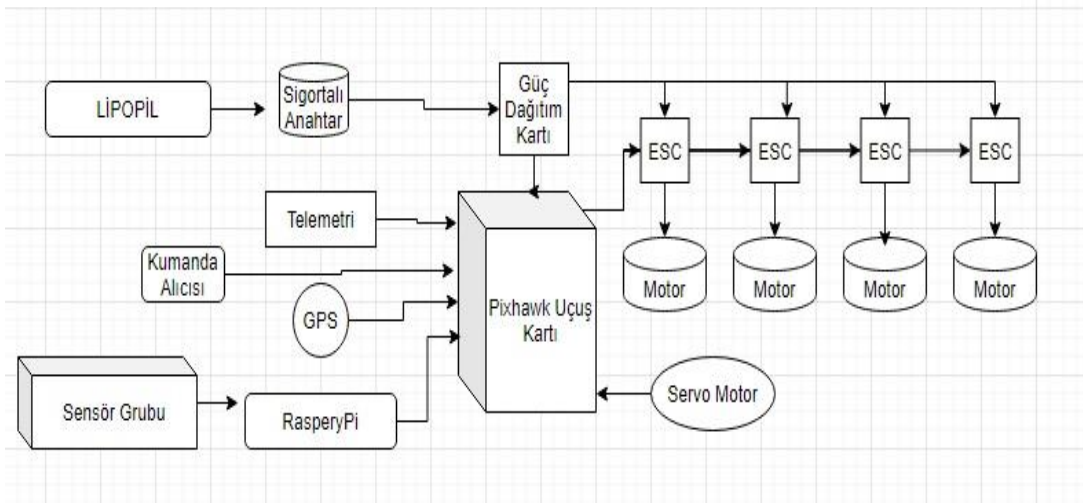 LİPOPİL
Sigortalı
Anahtar
Güç
Dağıtım
Kartı
ESC
ESC
ESC
ESC
Telemetri
Kumanda
Alıcısı
GPS
Pixhawk Uçuş
Kartı
Motor
Motor
Motor
Motor
Sensör Grubu
RasperyPi
Servo Motor